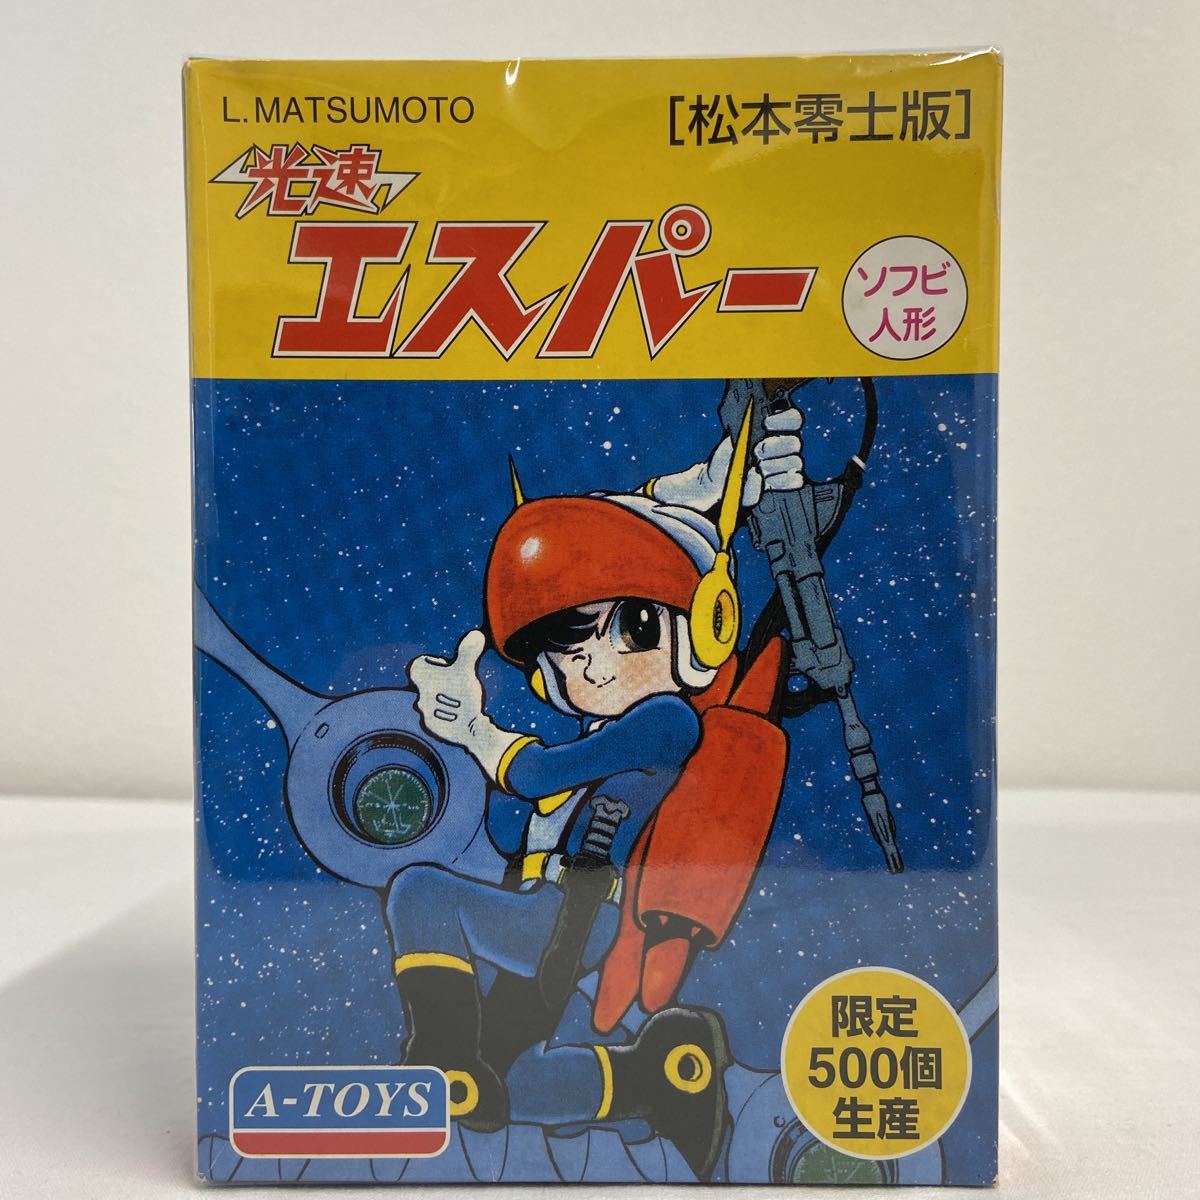 L. MATSUMOTO
[松本零士版]
光速
エスパー
ソフビ
人形
限定
500個
生産
A-TOYS